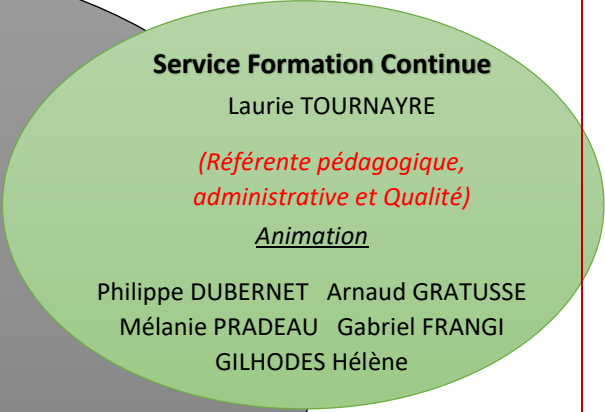 Service Formation Continue
Laurie TOURNAYRE
(Référente pédagogique,
administrative et Qualité)
Animation
Philippe DUBERNET Arnaud GRATUSSE
Mélanie PRADEAU Gabriel FRANGI
GILHODES Hélène